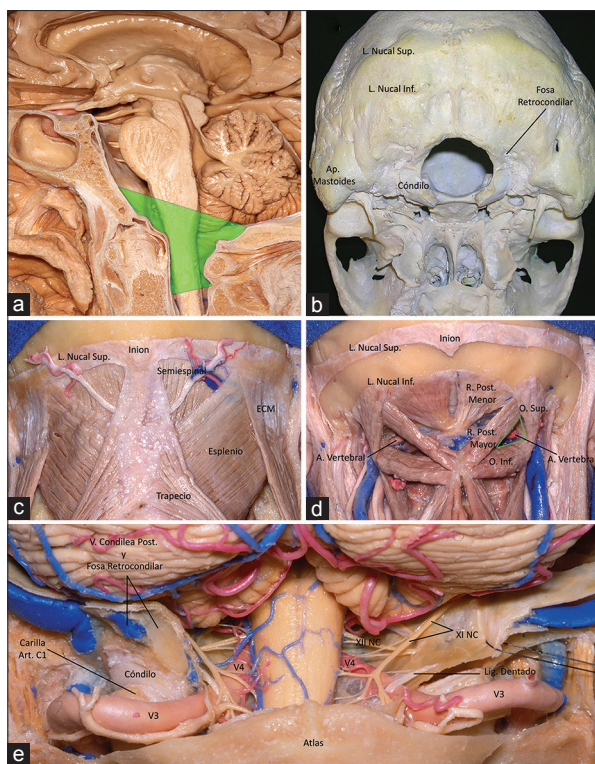 a
L. Nucal Sup.
L. Nucal Inf.
Fosa
Retrocondilar
Ap.
Mastoides
Cóndilo
b
Inion
L. Nucal Sup.
Semiespinal
ECM
Esplenio
Trapecio
c
Inion
L. Nucal Sup.
L. Nucal Inf.
R. Post.
Menor
O. Sup.
R. Post.
Mayor
A. Vertebral
A. Vertebral
O. Inf.
d
V. Condilea Post.
y
Fosa Retrocondilar
Carilla
Art. C1
Cóndilo
V3
V4
XII NC
V4
XI NC
Lig. Dentado
V3
Atlas
e